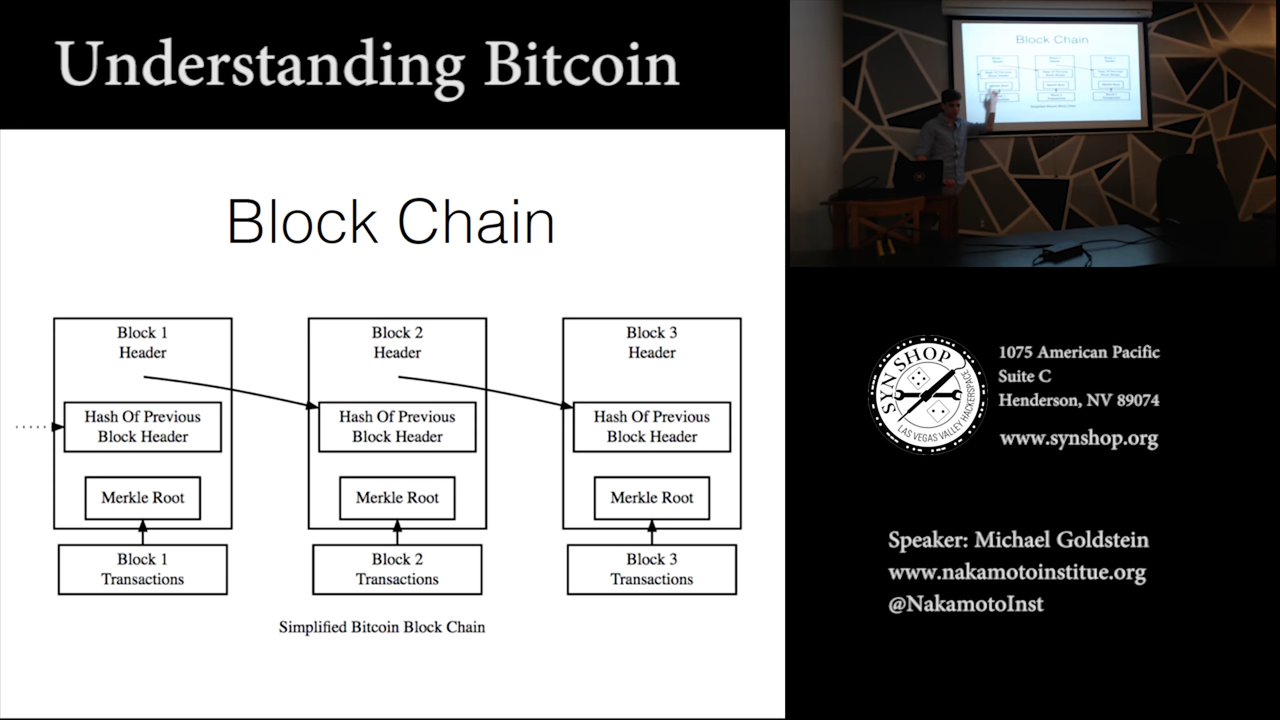 Understanding Bitcoin
Block Chain
Block 1
Header
Hash Of Previous
Block Header
Merkle Root
Block 1
Transactions
Block 2
Header
Hash Of Previous
Block Header
Merkle Root
Block 2
Transactions
Block 3
Header
Hash Of Previous
Block Header
Merkle Root
Block 3
Transactions
Simplified Bitcoin Block Chain
Block Chain
SYN SHOP
LAS VEGAS VALLEY HACKERSPACE
1075 American Pacific
Suite C
Henderson, NV 89074
www.synshop.org
Speaker: Michael Goldstein
www.nakamotoinstitue.org
@NakamotoInst